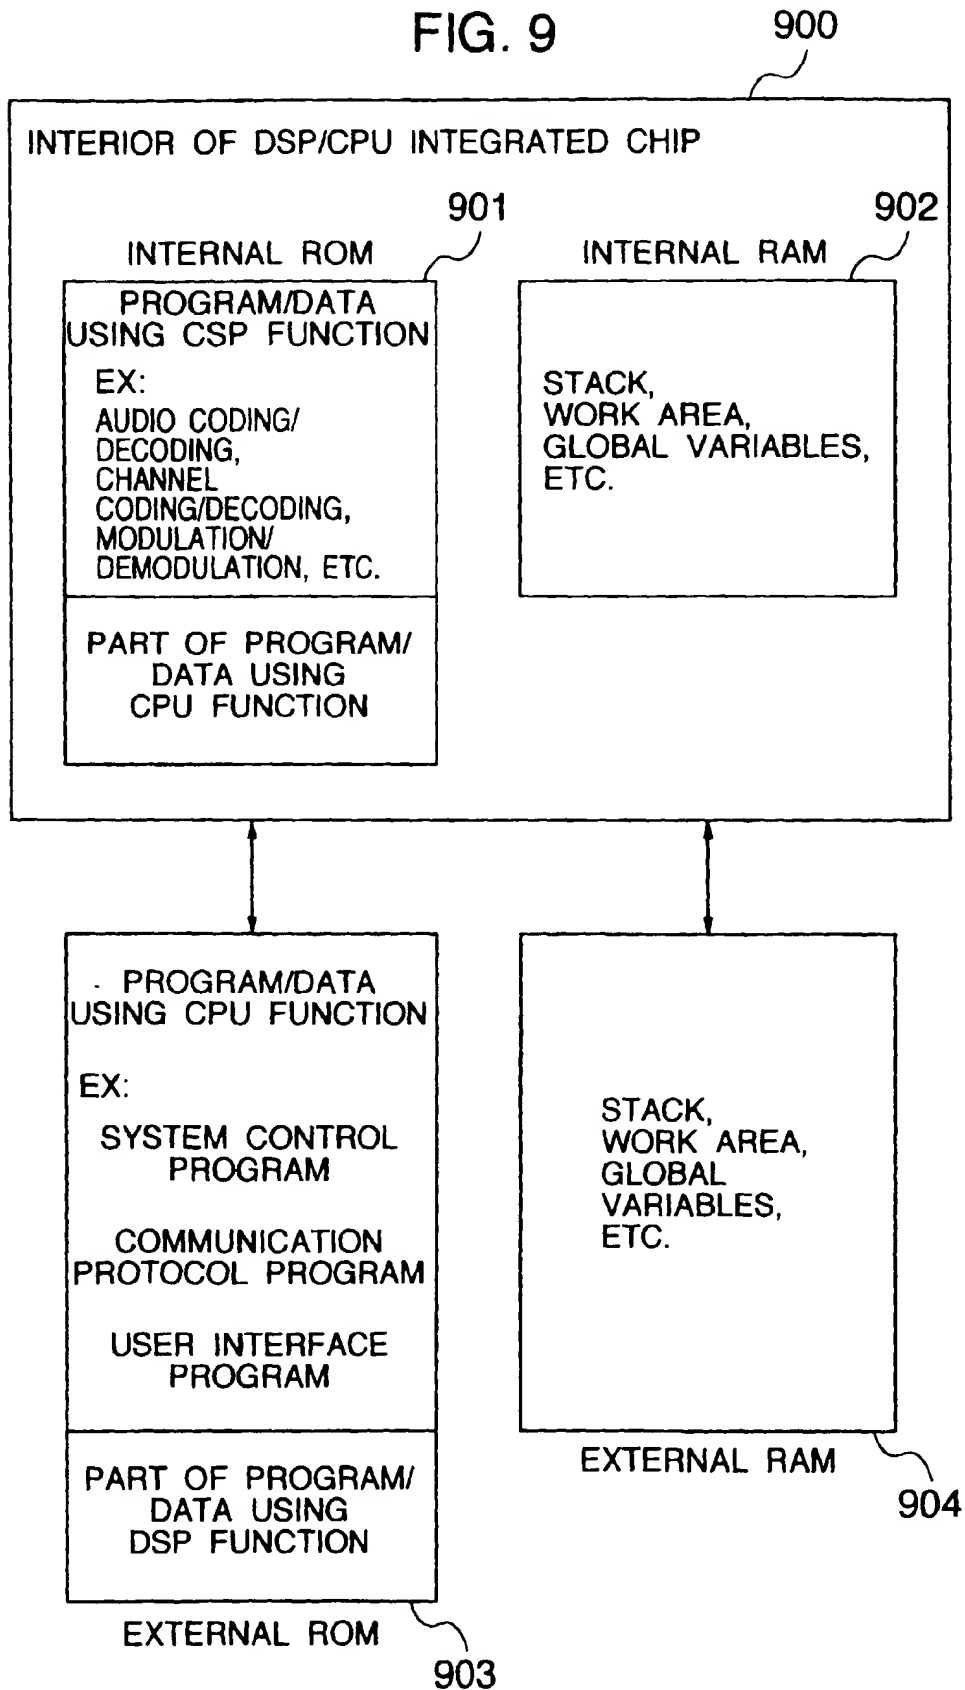 FIG. 9
900
INTERIOR OF DSP/CPU INTEGRATED CHIP
901
INTERNAL ROM
PROGRAM/DATA
USING CSP FUNCTION
EX:
AUDIO CODING/
DECODING,
CHANNEL
CODING/DECODING,
MODULATION/
DEMODULATION, ETC.
PART OF PROGRAM/
DATA USING
CPU FUNCTION
902
INTERNAL RAM
STACK,
WORK AREA,
GLOBAL VARIABLES,
ETC.
PROGRAM/DATA
USING CPU FUNCTION
EX:
SYSTEM CONTROL
PROGRAM
COMMUNICATION
PROTOCOL PROGRAM
USER INTERFACE
PROGRAM
PART OF PROGRAM/
DATA USING
DSP FUNCTION
EXTERNAL ROM
903
STACK,
WORK AREA,
GLOBAL
VARIABLES,
ETC.
EXTERNAL RAM
904